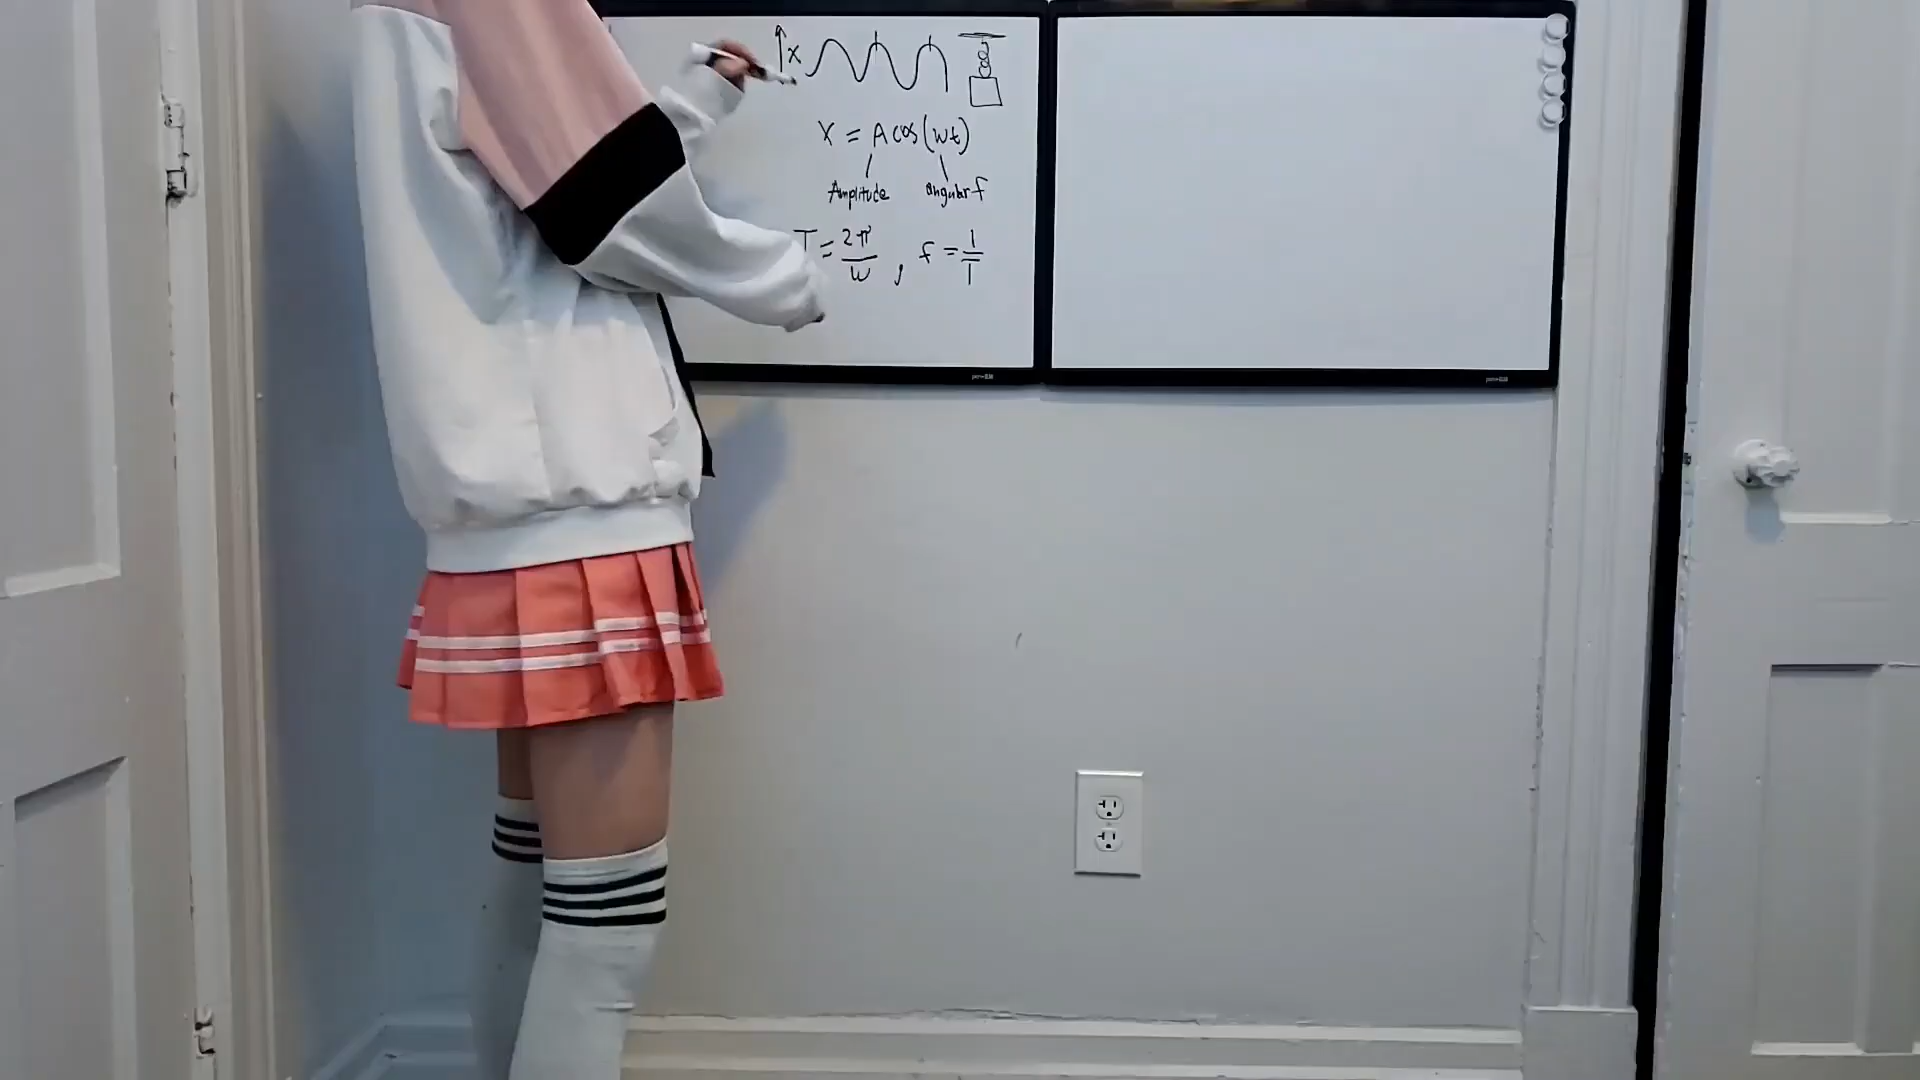 x
x = A cos(wt)
Amplitude angular f
T = 2π/w , f = 1/T